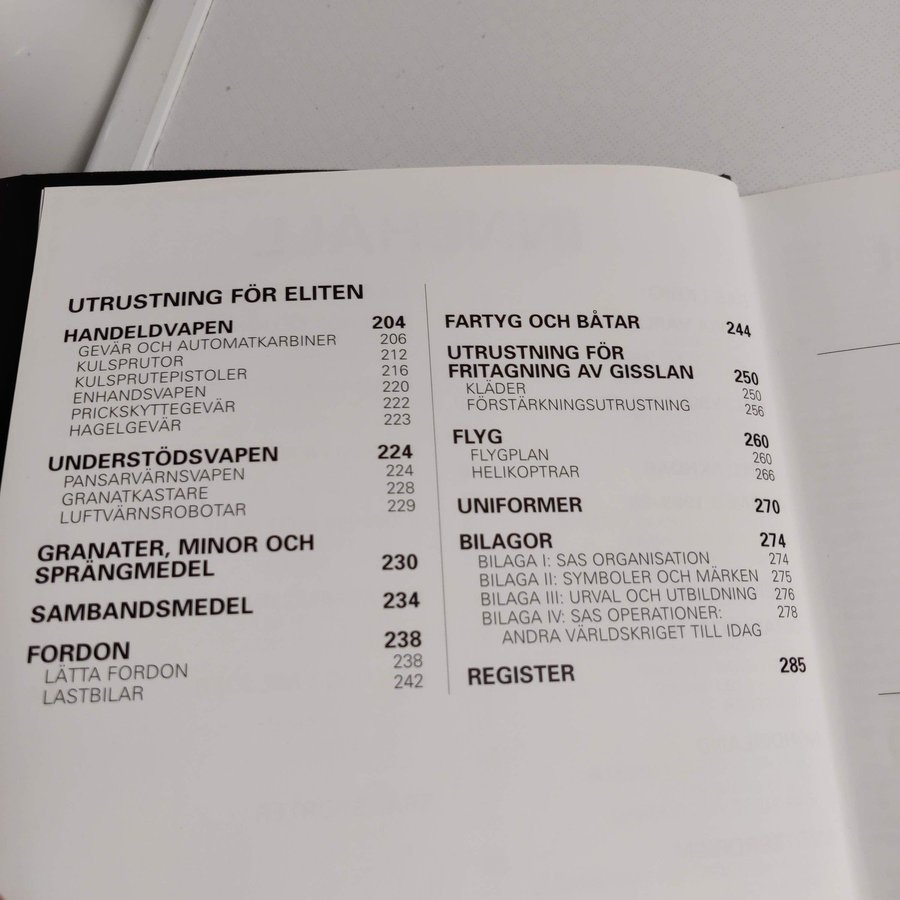 UTRUSTNING FÖR ELITEN
HANDELDVAPEN 204
GEVÄR OCH AUTOMATKARBINER 206
KULSPRUTOR 212
KULSPRUTEPISTOLER 216
ENHANDSVAPEN 220
PRICKSKYTTEGEVÄR 222
HAGELGEVÄR 223
UNDERSTÖDSVAPEN 224
PANSARVÄRNSVAPEN 224
GRANATKASTARE 228
LUFTVÄRNSROBOTAR 229
GRANATER, MINOR OCH
SPRÄNGMEDEL 230
SAMBANDSMEDEL 234
FORDON 238
LÄTTA FORDON 238
LASTBILAR 242
FARTYG OCH BÅTAR 244
UTRUSTNING FÖR
FRITAGNING AV GISSLAN 250
KLÄDER 250
FÖRSTÄRKNINGSUTRUSTNING 256
FLYG 260
FLYGPLAN 260
HELIKOPTRAR 266
UNIFORMER 270
BILAGOR 274
BILAGA I: SAS ORGANISATION 274
BILAGA II: SYMBOLER OCH MÄRKEN 275
BILAGA III: URVAL OCH UTBILDNING 276
BILAGA IV: SAS OPERATIONER: 278
ANDRA VÄRLDSKRIGET TILL IDAG
REGISTER 285